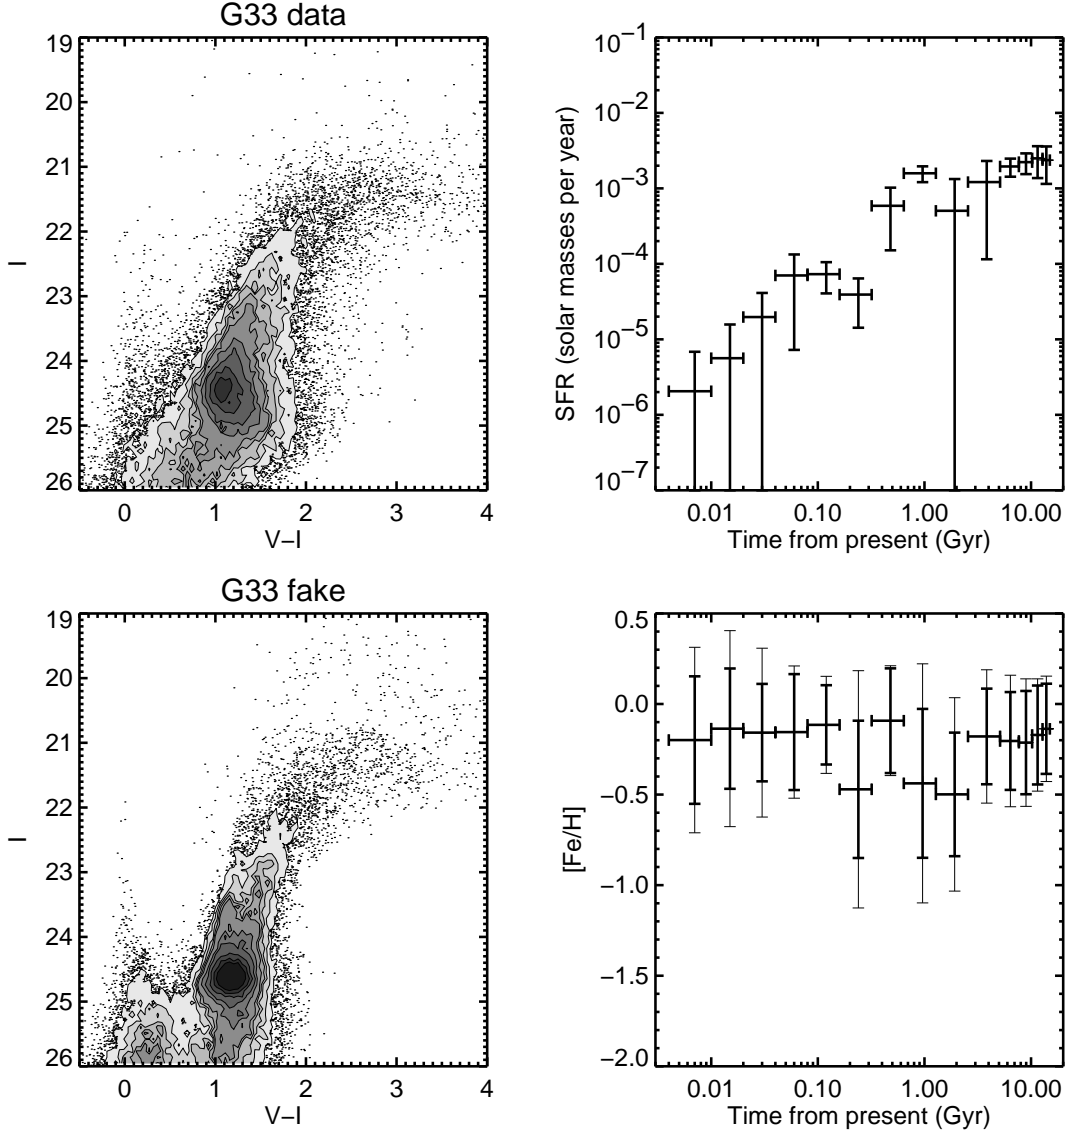 G33 data
19
20
21
22
23
24
25
26
I
0 1 2 3 4
V−I
10−1
10−2
10−3
10−4
10−5
10−6
10−7
SFR (solar masses per year)
0.01 0.10 1.00 10.00
Time from present (Gyr)
G33 fake
19
20
21
22
23
24
25
26
I
0 1 2 3 4
V−I
0.5
0.0
−0.5
−1.0
−1.5
−2.0
[Fe/H]
0.01 0.10 1.00 10.00
Time from present (Gyr)